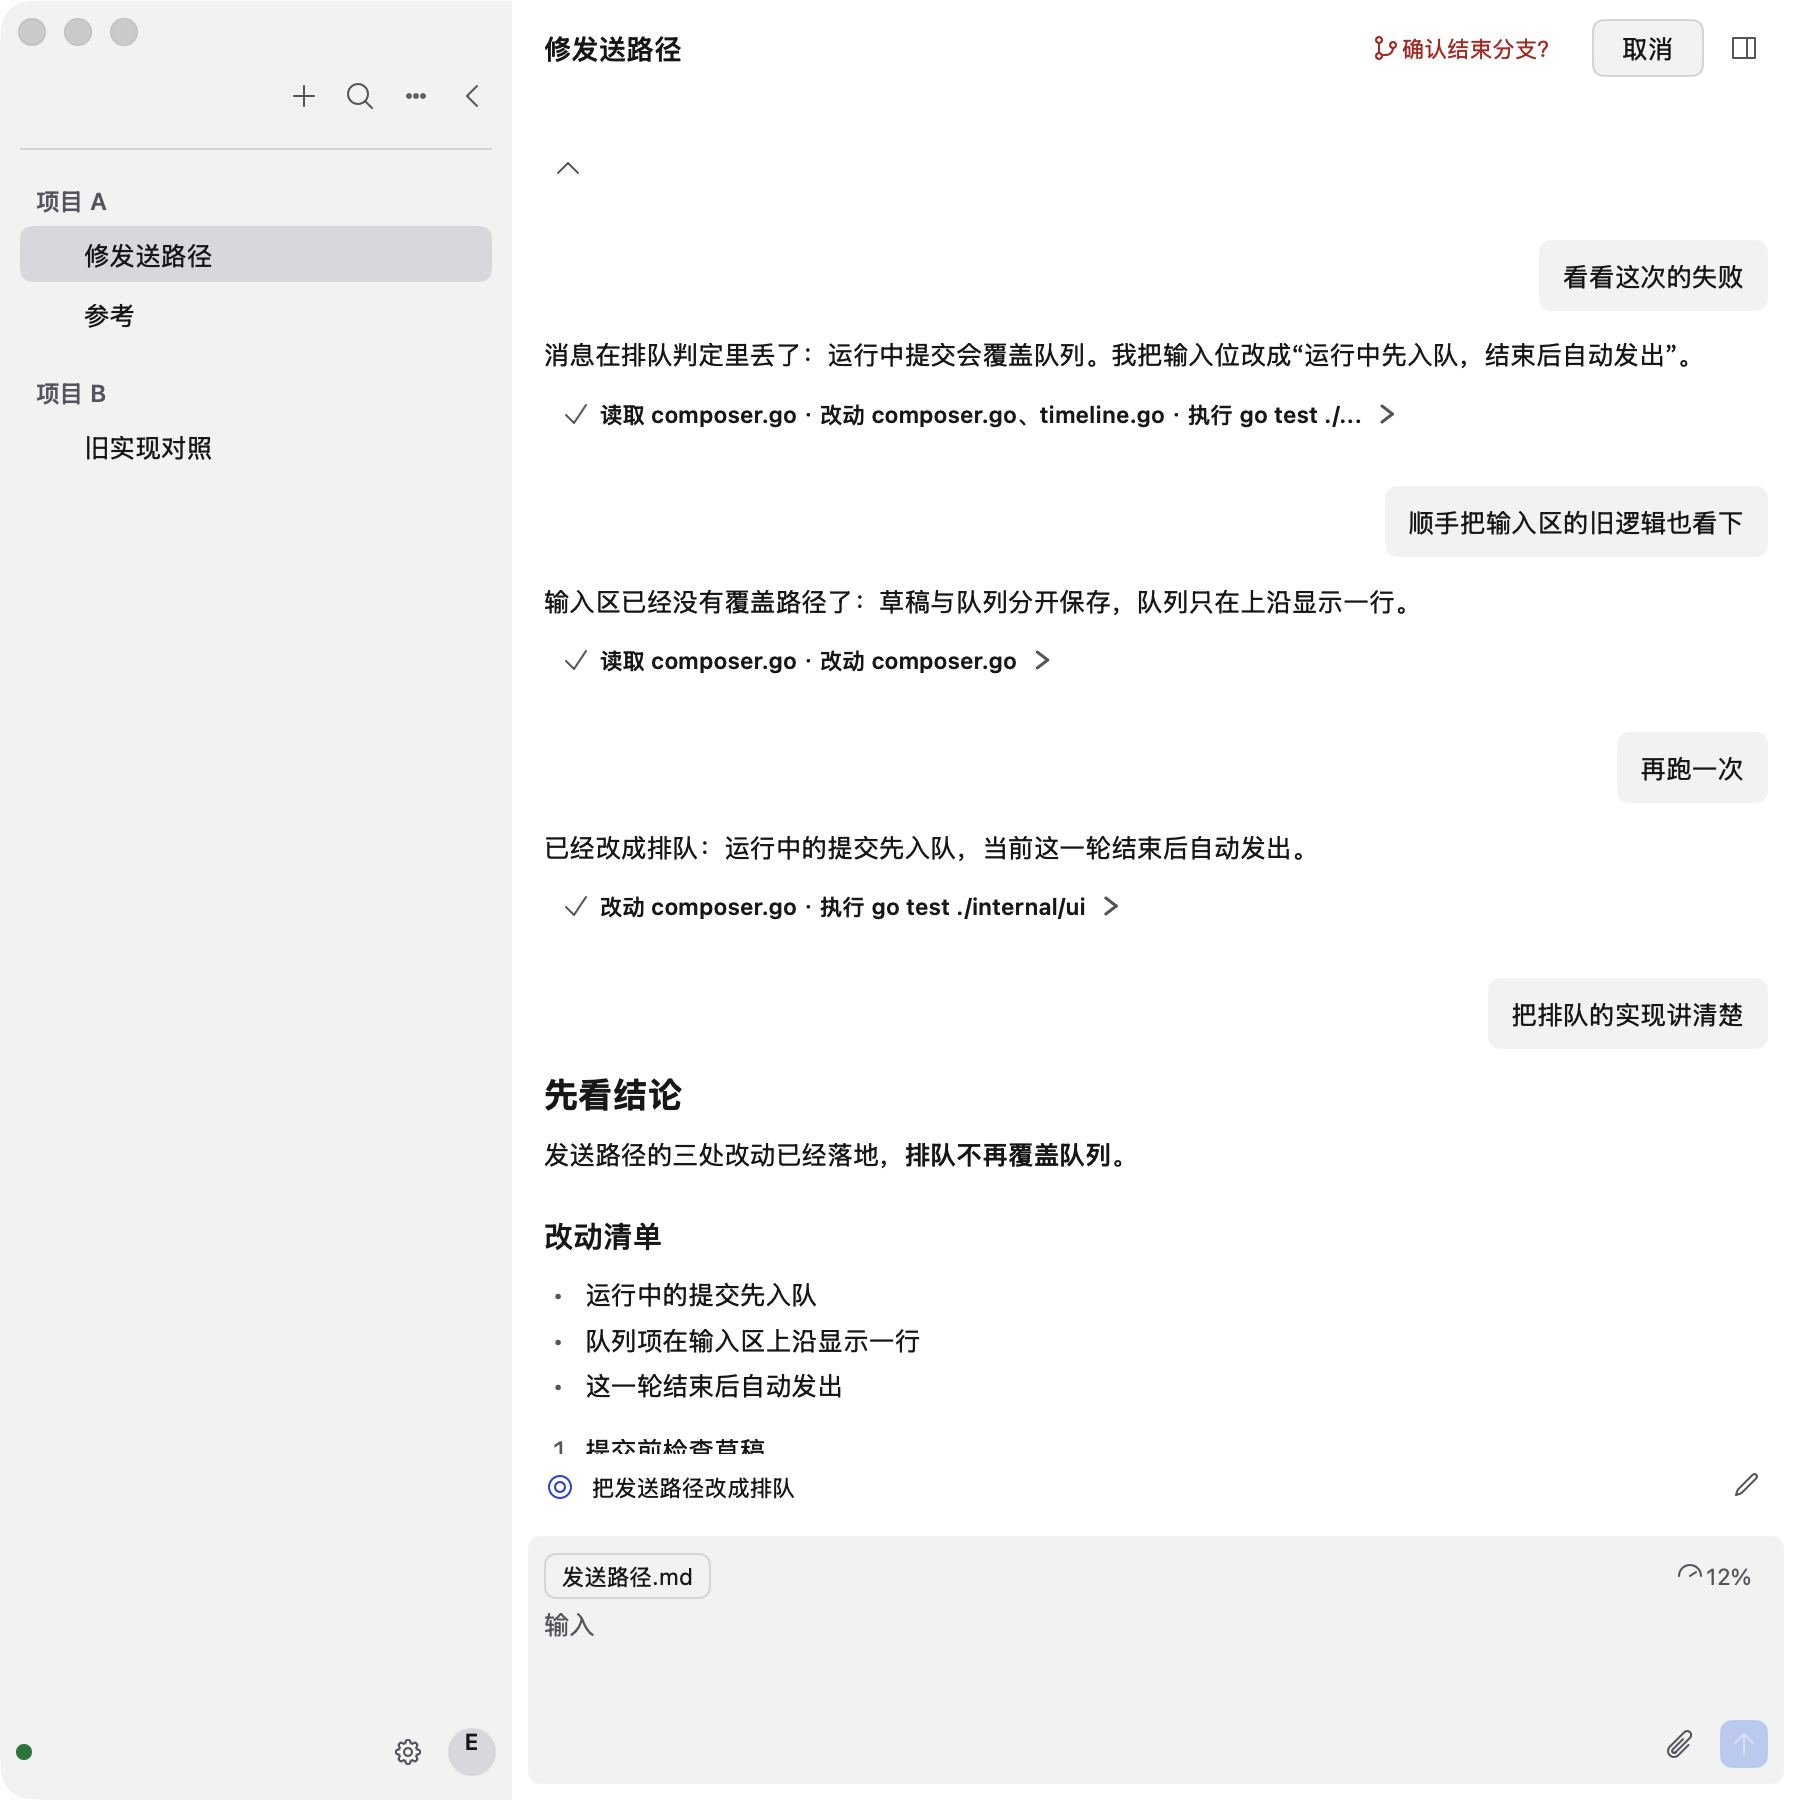 修发送路径
确认结束分支?
取消
项目 A
修发送路径
参考
项目 B
旧实现对照
看看这次的失败
消息在排队判定里丢了：运行中提交会覆盖队列。我把输入位改成“运行中先入队，结束后自动发出”。
读取 composer.go · 改动 composer.go、timeline.go · 执行 go test ./...
顺手把输入区的旧逻辑也看下
输入区已经没有覆盖路径了：草稿与队列分开保存，队列只在上沿显示一行。
读取 composer.go · 改动 composer.go
再跑一次
已经改成排队：运行中的提交先入队，当前这一轮结束后自动发出。
改动 composer.go · 执行 go test ./internal/ui
把排队的实现讲清楚
先看结论
发送路径的三处改动已经落地，排队不再覆盖队列。
改动清单
• 运行中的提交先入队
• 队列项在输入区上沿显示一行
• 这一轮结束后自动发出
1 提交前检查草稿
把发送路径改成排队
发送路径.md
12%
输入
E